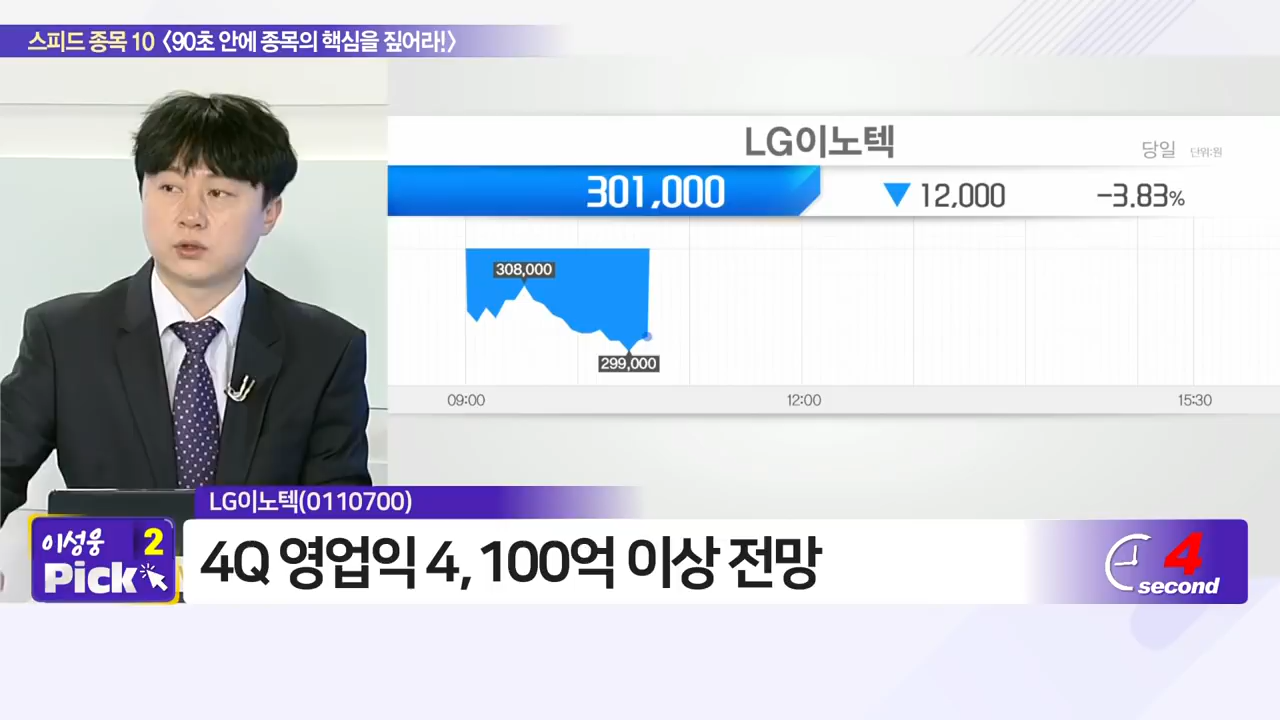 스피드 종목 10 <90초 안에 종목의 핵심을 짚어라!>
LG이노텍
당일 단위:원
301,000 ▼ 12,000 -3.83%
308,000
299,000
09:00 12:00 15:30
LG이노텍(0110700)
이성웅 2
Pick
4Q 영업익 4,100억 이상 전망
4
second